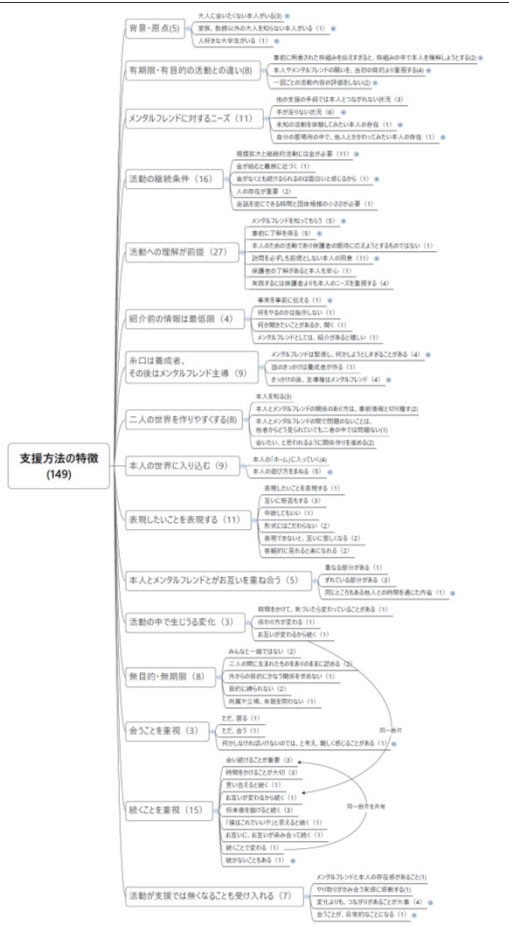 支援方法の特徴
(149)
背景・原点(5)
大人に会いたくない本人がいる(3)
家族、教師以外の大人を知らない本人がいる（1）
人好きな大学生がいる（1）
有期限・有目的の活動との違い(8)
事前に用意された枠組みを伝えすぎると、枠組みの中で本人を理解しようとする(2)
本人やメンタルフレンドの願いを、当初の目的より重視する(4)
一回ごとの活動内容の評価をしない(2)
メンタルフレンドに対するニーズ（11）
他の支援の手段では本人とつながれない状況（3）
手が足りない状況（6）
未知の活動を体験してみたい本人の存在（1）
自分の居場所の中で、他人とかかわってみたい本人の存在（1）
活動の継続条件（16）
規模拡大と継続的活動には金が必要（11）
金が絡むと義務に近づく（1）
金がなくとも続けられるのは面白いと感じるから（1）
人の存在が重要（2）
会話を密にできる時間と団体規模の小ささが必要（1）
活動への理解が前提（27）
メンタルフレンドを知ってもらう（5）
事前に了解を得る（5）
本人のための活動であり保護者の期待に応えようとするものではない（1）
訪問を必ずしも前提としない本人の同意（11）
保護者の了解があると本人も安心（1）
実践するには保護者よりも本人のニーズを重視する（4）
紹介前の情報は最低限（4）
事実を事前に伝える（1）
何をやるのかは指示しない（1）
何か聞きたいことがあるか、聞く（1）
メンタルフレンドとしては、紹介があると嬉しい（1）
糸口は養成者、
その後はメンタルフレンド主導（9）
メンタルフレンドは緊張し、何かしようとしすぎることがある（4）
話のきっかけは養成者が作る（1）
きっかけの後、主導権はメンタルフレンド（4）
二人の世界を作りやすくする(8)
本人を知る(3)
本人とメンタルフレンドの関係のあり方は、事前情報と切り離す(2)
本人とメンタルフレンドの間で問題のないことは、
他者からどう見られていても二者の中では問題ない(1)
会いたい、と思われるように関係作りを進める(2)
本人の世界に入り込む（9）
本人の「ホーム」に入っていく(4)
本人の遊び方をまねる（5）
表現したいことを表現する（11）
表現したいことを表現する（1）
互いに断言もする（3）
中断してもいい（1）
形式にはこだわらない（2）
表現できないと、互いに苦しくなる（2）
客観的に見れると楽になれる（2）
本人とメンタルフレンドとがお互いを重ね合う（5）
重なる部分がある（1）
ずれている部分がある（3）
同じところもある他人との時間を通じた内省（1）
活動の中で生じうる変化（3）
時間をかけて、気づいたら変わっていることがある（1）
係わり方が変わる（1）
お互いが変わるから続く（1）
無目的・無期限（8）
みんなと一緒ではない（2）
二人の間に生まれたものをありのままに認める（2）
外からの目的にかなう関係を求めない（1）
目的に縛られない（2）
所属や立場、年齢を問わない（1）
会うことを重視（3）
ただ、居る（1）
ただ、会う（1）
何かしなければいけないのでは、と考え、難しく感じることがある（1）
同一樹可
続くことを重視（15）
会い続けることが重要（3）
時間をかけることが大切（3）
言い合えると続く（1）
お互いが変わるから続く（1）
将来像を描けると続く（3）
「僕はこれでいいや」と思えると続く（1）
お互いに、お互いが染み合って続く（1）
続くことで変わる（1）
続かないこともある（1）
活動が支援では無くなることも受け入れる（7）
メンタルフレンドと本人の存在感があること(1)
やり取りがかみ合う実感に感動する(1)
変化よりも、つながりがあることが大事（4）
会うことが、日常的なことになる（1）